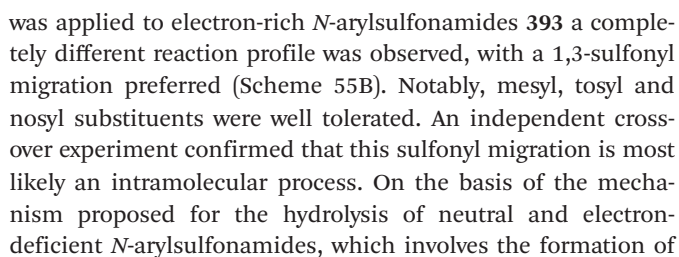 was applied to electron-rich N-arylsulfonamides 393 a comple-
tely different reaction profile was observed, with a 1,3-sulfonyl
migration preferred (Scheme 55B). Notably, mesyl, tosyl and
nosyl substituents were well tolerated. An independent cross-
over experiment confirmed that this sulfonyl migration is most
likely an intramolecular process. On the basis of the mecha-
nism proposed for the hydrolysis of neutral and electron-
deficient N-arylsulfonamides, which involves the formation of